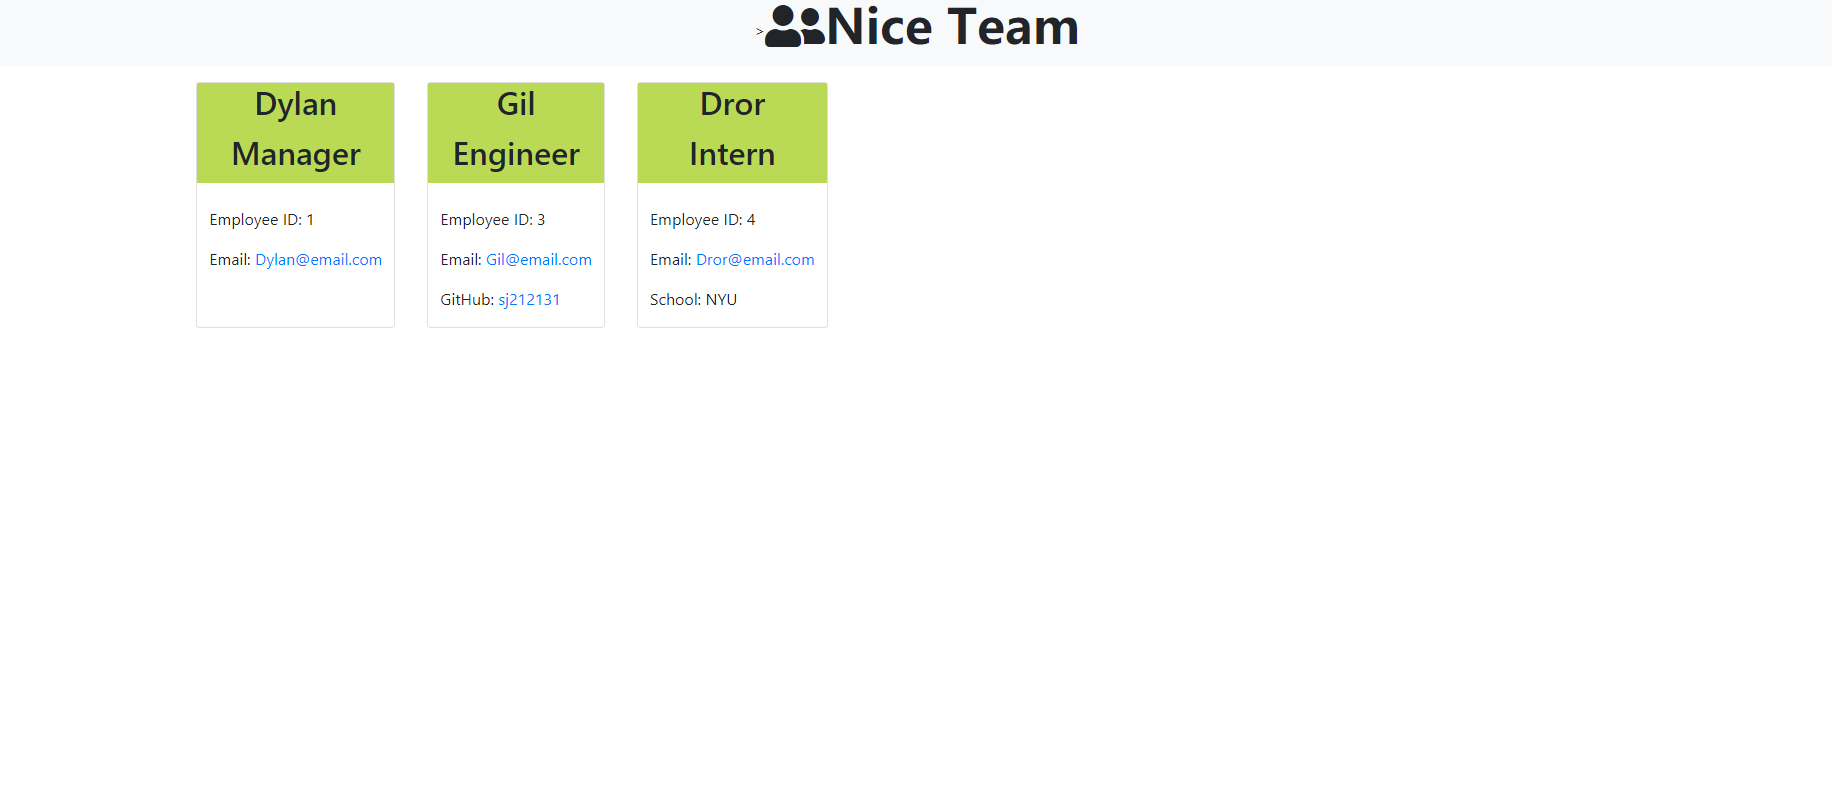 >Nice Team
Dylan
Manager
Employee ID: 1
Email: Dylan@email.com
Gil
Engineer
Employee ID: 3
Email: Gil@email.com
GitHub: sj212131
Dror
Intern
Employee ID: 4
Email: Dror@email.com
School: NYU